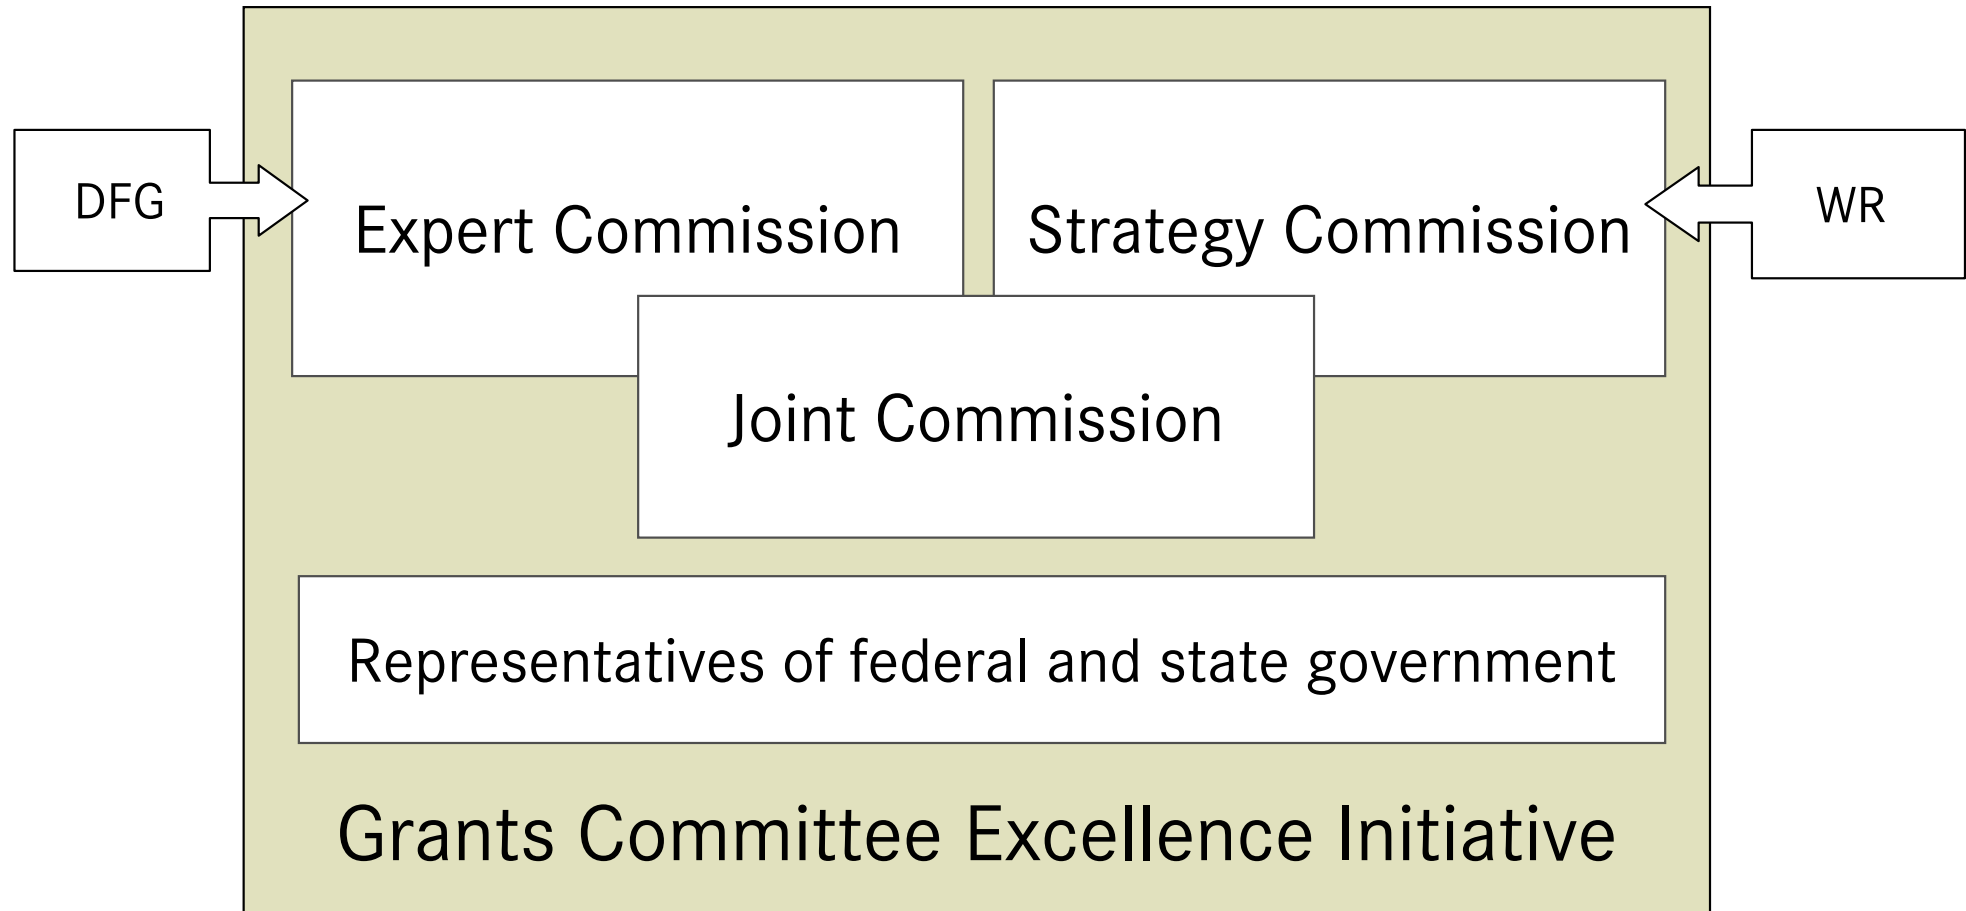 DFG
Expert Commission
Strategy Commission
WR
Joint Commission
Representatives of federal and state government
Grants Committee Excellence Initiative